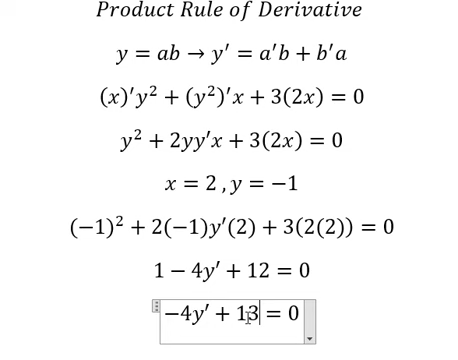 Product Rule of Derivative
y = ab → y′ = a′b + b′a
(x)′y² + (y²)′x + 3(2x) = 0
y² + 2yy′x + 3(2x) = 0
x = 2 , y = −1
(−1)² + 2(−1)y′(2) + 3(2(2)) = 0
1 − 4y′ + 12 = 0
−4y′ + 13 = 0